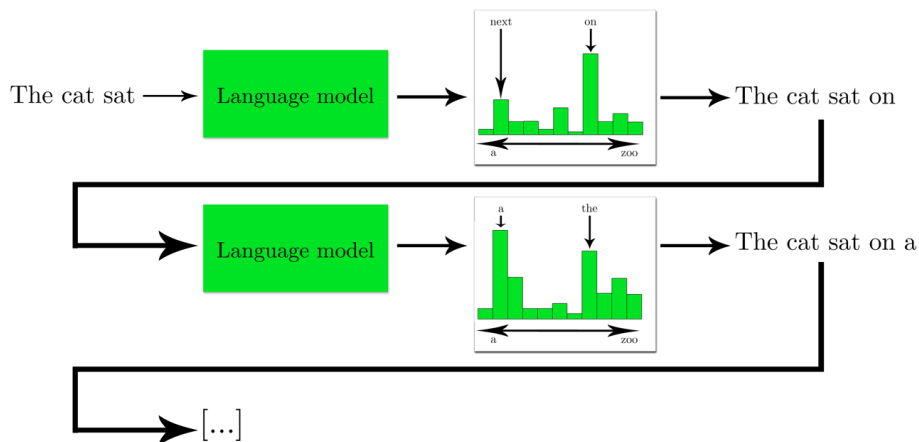 next on
The cat sat Language model The cat sat on
a zoo
a the
Language model The cat sat on a
a zoo
[...]